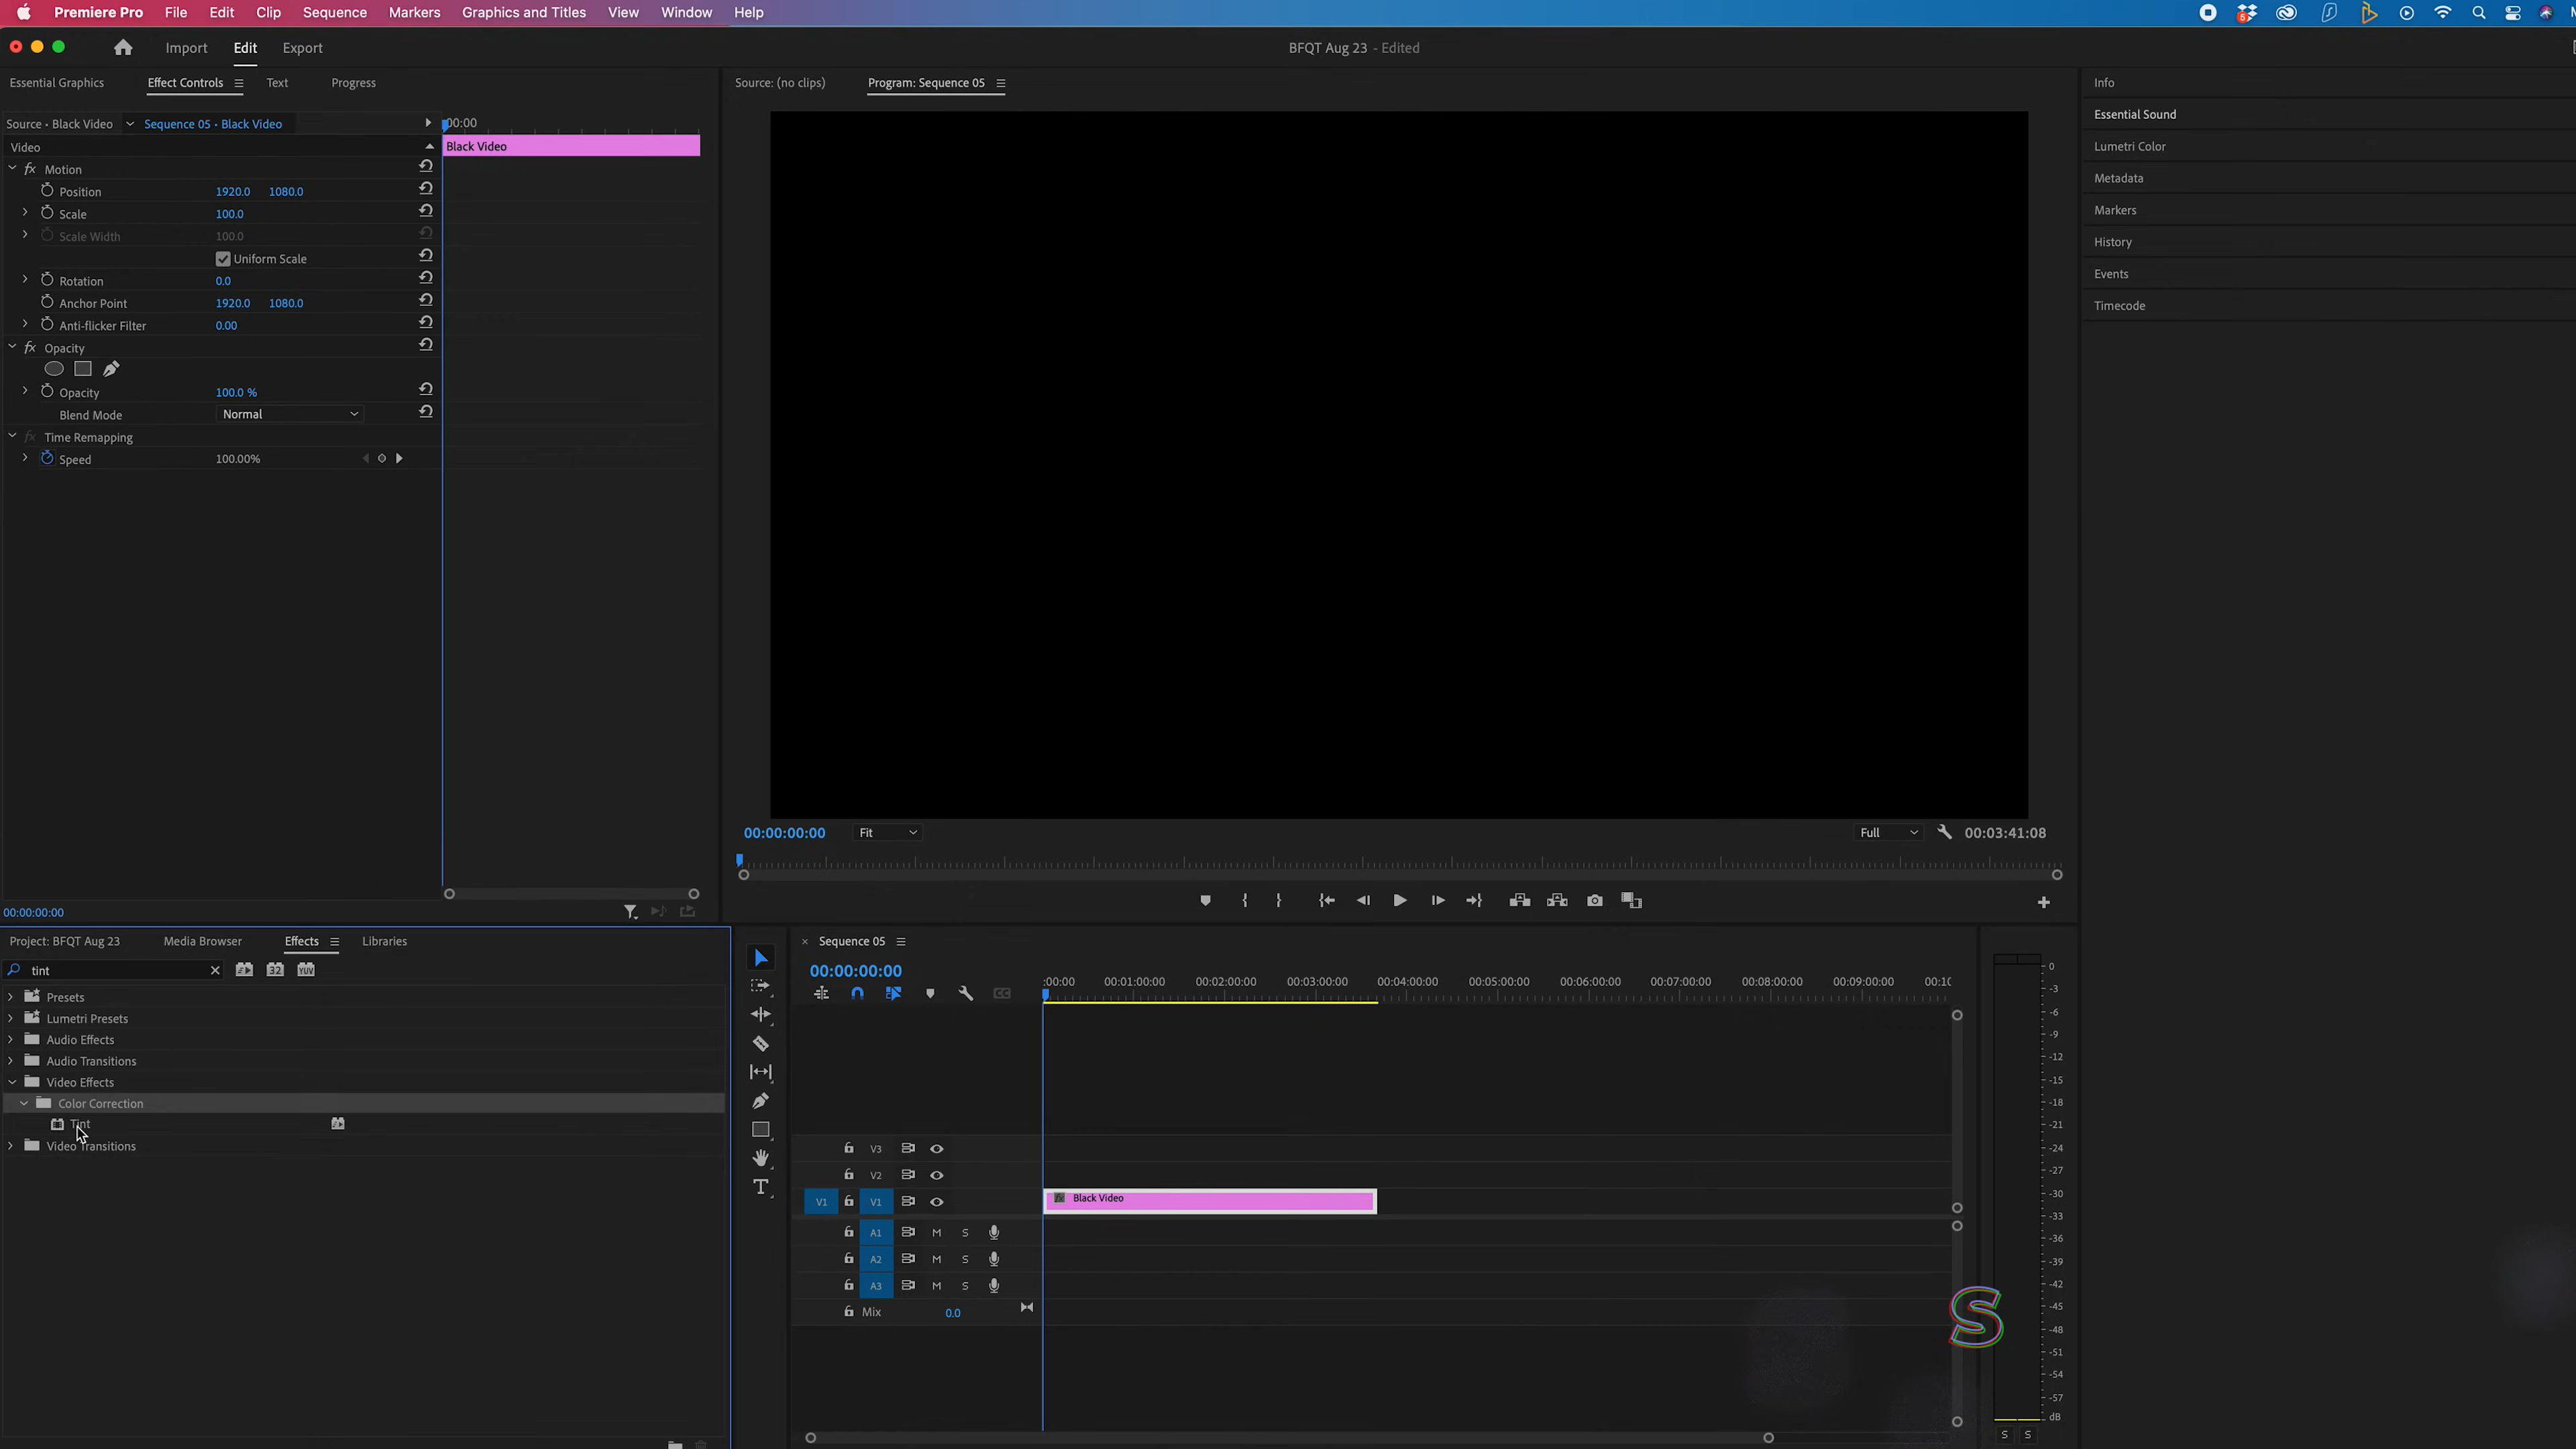 Premiere Pro File Edit Clip Sequence Markers Graphics and Titles View Window Help
5
Import Edit Export
BFQT Aug 23 - Edited
Essential Graphics Effect Controls Text Progress
Source: (no clips) Program: Sequence 05
Info
Essential Sound
Lumetri Color
Metadata
Markers
History
Events
Timecode
Source • Black Video Sequence 05 • Black Video
:00:00
Video
Black Video
fx Motion
Position 1920.0 1080.0
Scale 100.0
Scale Width 100.0
Uniform Scale
Rotation 0.0
Anchor Point 1920.0 1080.0
Anti-flicker Filter 0.00
fx Opacity
Opacity 100.0 %
Blend Mode Normal
fx Time Remapping
Speed 100.00%
00:00:00:00
00:00:00:00 Fit Full 00:03:41:08
Project: BFQT Aug 23 Media Browser Effects Libraries
tint
32 YUV
Presets
Lumetri Presets
Audio Effects
Audio Transitions
Video Effects
Color Correction
Tint
Video Transitions
× Sequence 05
00:00:00:00
:00:00 00:01:00:00 00:02:00:00 00:03:00:00 00:04:00:00 00:05:00:00 00:06:00:00 00:07:00:00 00:08:00:00 00:09:00:00 00:10
CC
T
V3
V2
V1 V1 fx Black Video
A1 M S
A2 M S
A3 M S
Mix 0.0
S
0
-3
-6
-9
-12
-15
-18
-21
-24
-27
-30
-33
-36
-39
-42
-45
-48
-51
-54
-57
dB
S S